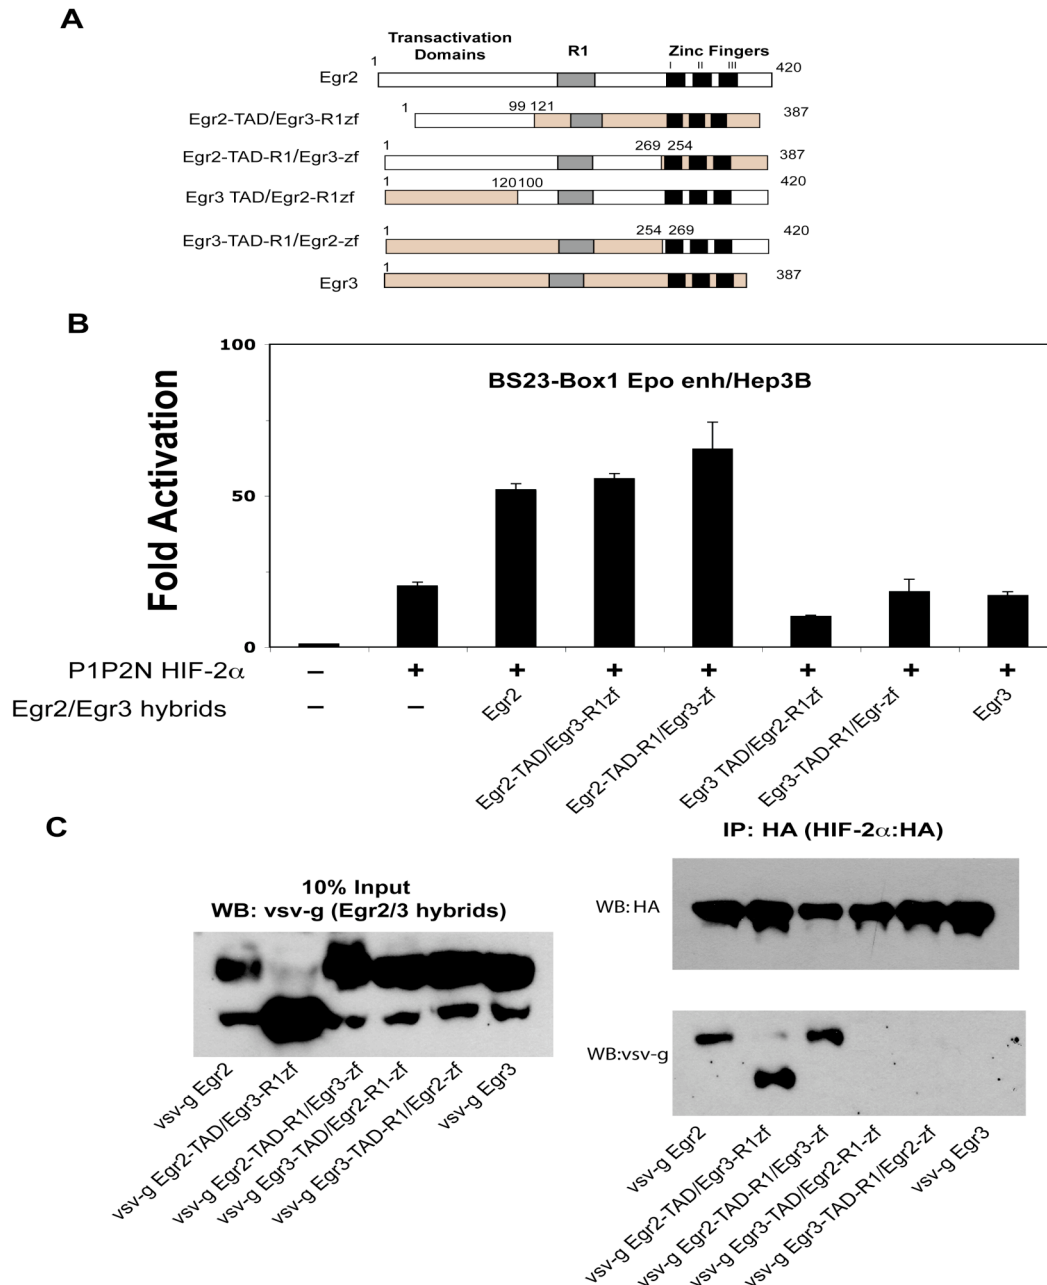 A
Transactivation Domains
R1
Zinc Fingers
I II III
Egr2 1 420
Egr2-TAD/Egr3-R1zf 1 99 121 387
Egr2-TAD-R1/Egr3-zf 1 269 254 387
Egr3 TAD/Egr2-R1zf 1 120 100 420
Egr3-TAD-R1/Egr2-zf 1 254 269 420
Egr3 1 387
B
100
50
0
Fold Activation
BS23-Box1 Epo enh/Hep3B
P1P2N HIF-2α – + + + + + + +
Egr2/Egr3 hybrids – –
Egr2
Egr2-TAD/Egr3-R1zf
Egr2-TAD-R1/Egr3-zf
Egr3 TAD/Egr2-R1zf
Egr3-TAD-R1/Egr-zf
Egr3
C
10% Input
WB: vsv-g (Egr2/3 hybrids)
vsv-g Egr2
vsv-g Egr2-TAD/Egr3-R1zf
vsv-g Egr2-TAD-R1/Egr3-zf
vsv-g Egr3-TAD/Egr2-R1-zf
vsv-g Egr3-TAD-R1/Egr2-zf
vsv-g Egr3
IP: HA (HIF-2α:HA)
WB:HA
WB:vsv-g
vsv-g Egr2
vsv-g Egr2-TAD/Egr3-R1zf
vsv-g Egr2-TAD-R1/Egr3-zf
vsv-g Egr3-TAD/Egr2-R1-zf
vsv-g Egr3-TAD-R1/Egr2-zf
vsv-g Egr3